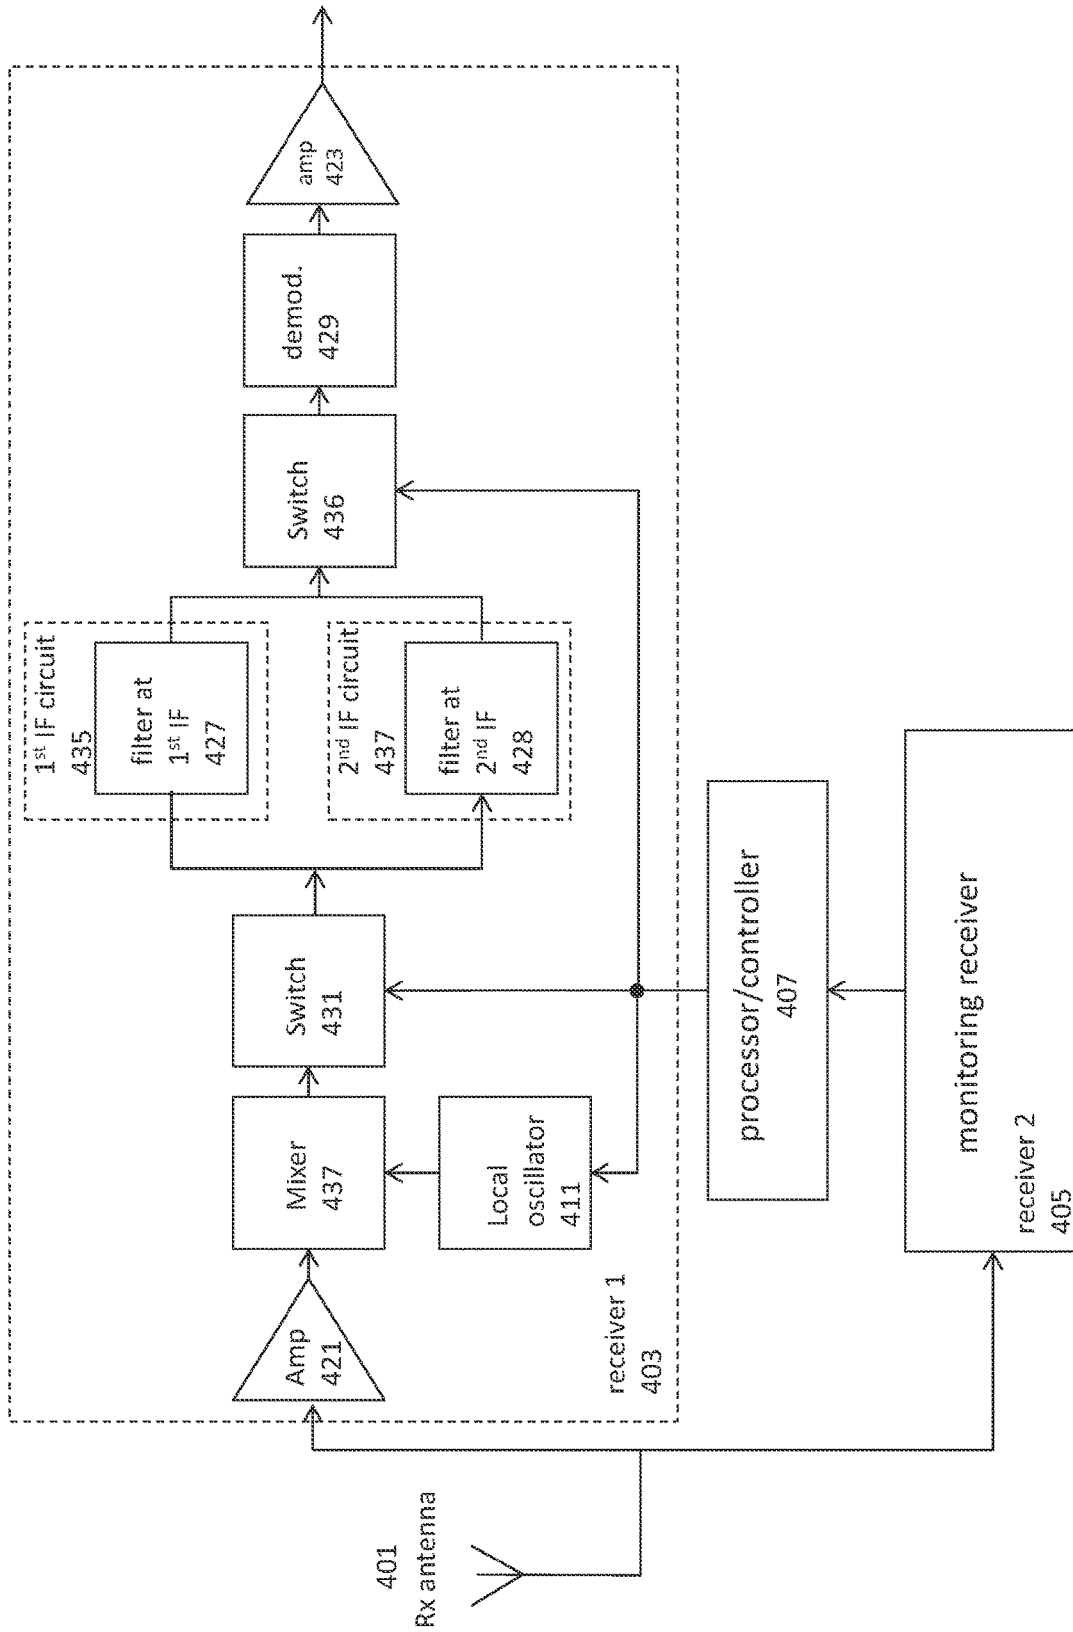 401
Rx antenna
Amp
421
Mixer
437
Local
oscillator
411
Switch
431
1st IF circuit
435
filter at
1st IF
427
2nd IF circuit
437
filter at
2nd IF
428
Switch
436
demod.
429
amp
423
receiver 1
403
processor/controller
407
monitoring receiver
receiver 2
405